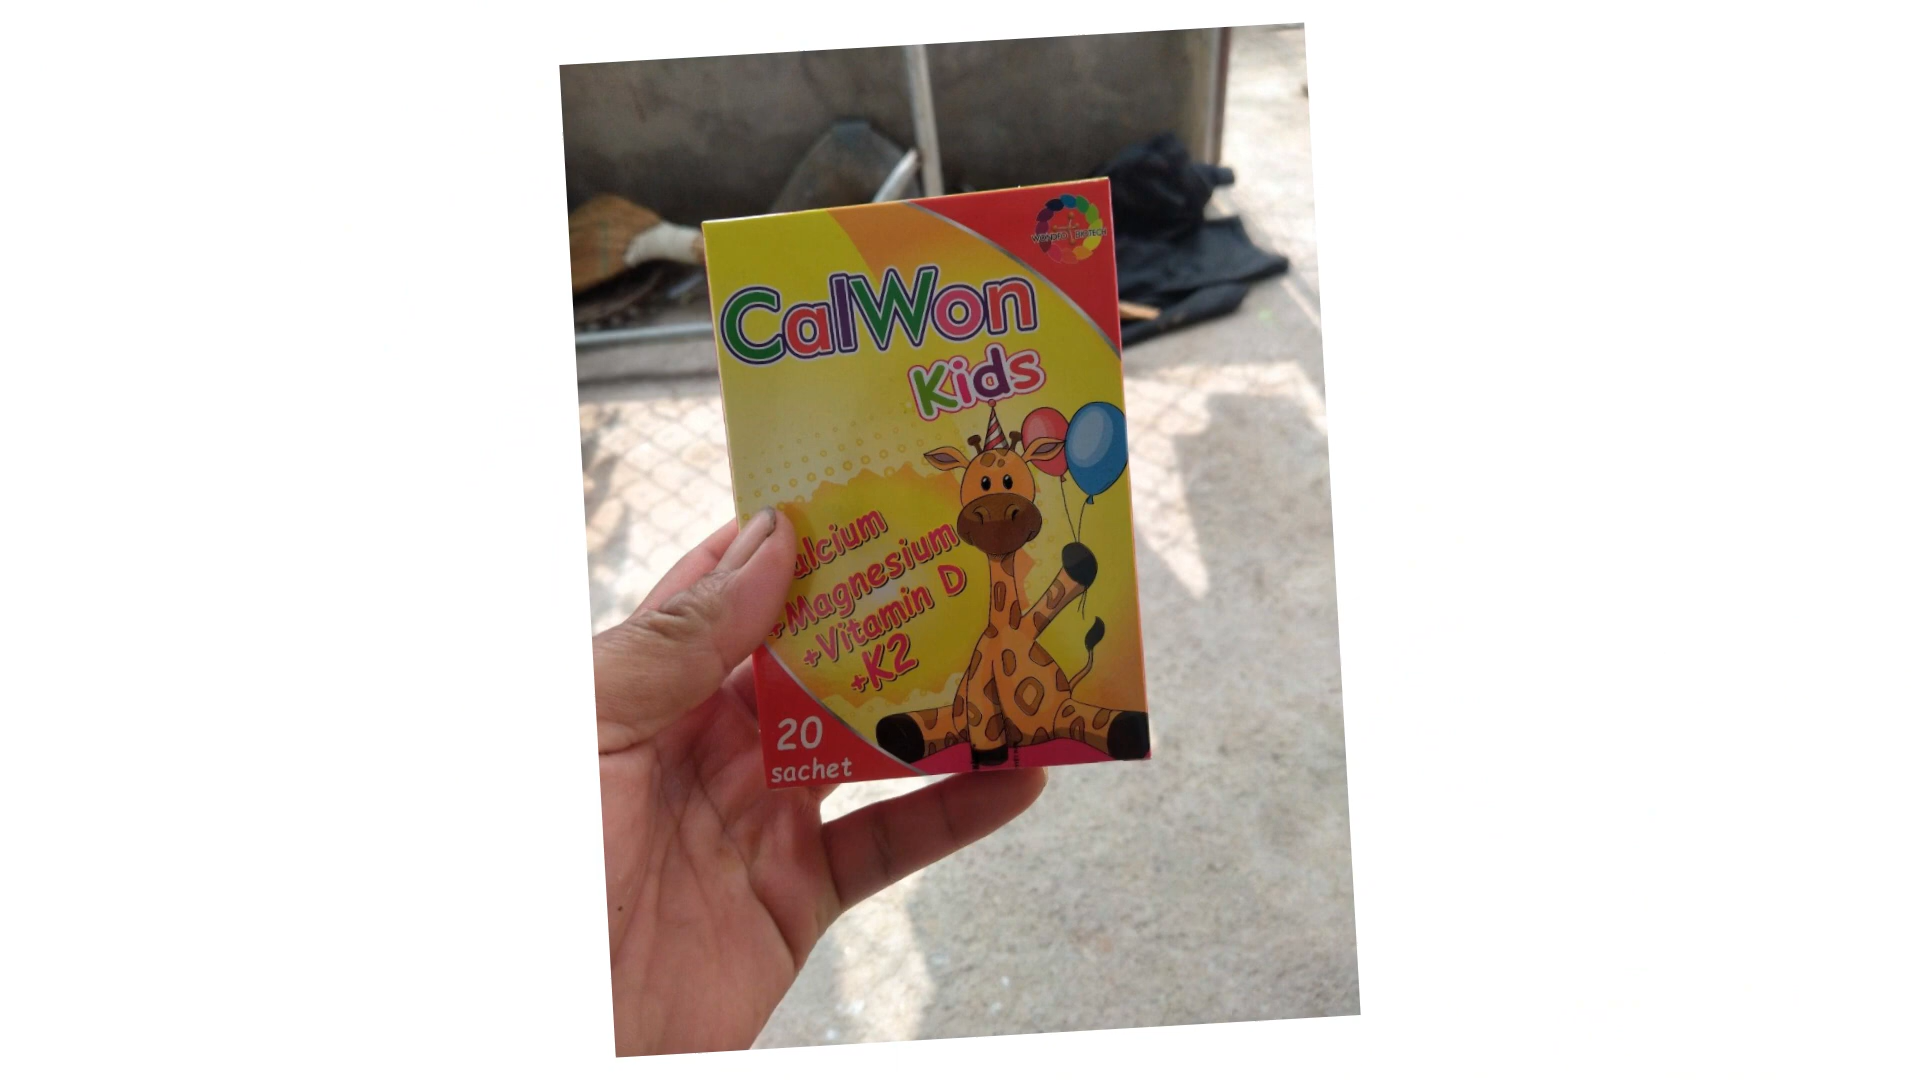 CalWon
Kids
alcium
+Magnesium
+Vitamin D
+K2
20
sachet